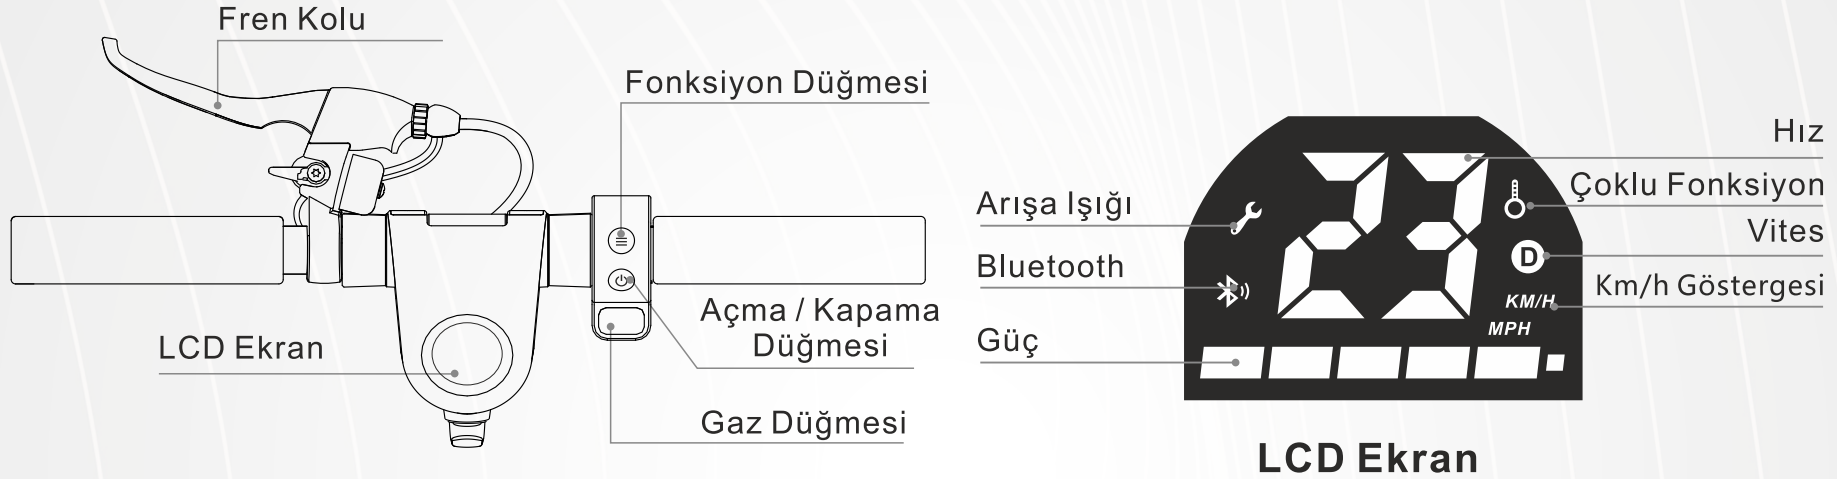 Fren Kolu
Fonksiyon Düğmesi
LCD Ekran
Açma / Kapama
Düğmesi
Gaz Düğmesi
Arışa Işığı
Bluetooth
Güç
23
D
KM/H
MPH
Hız
Çoklu Fonksiyon
Vites
Km/h Göstergesi
LCD Ekran